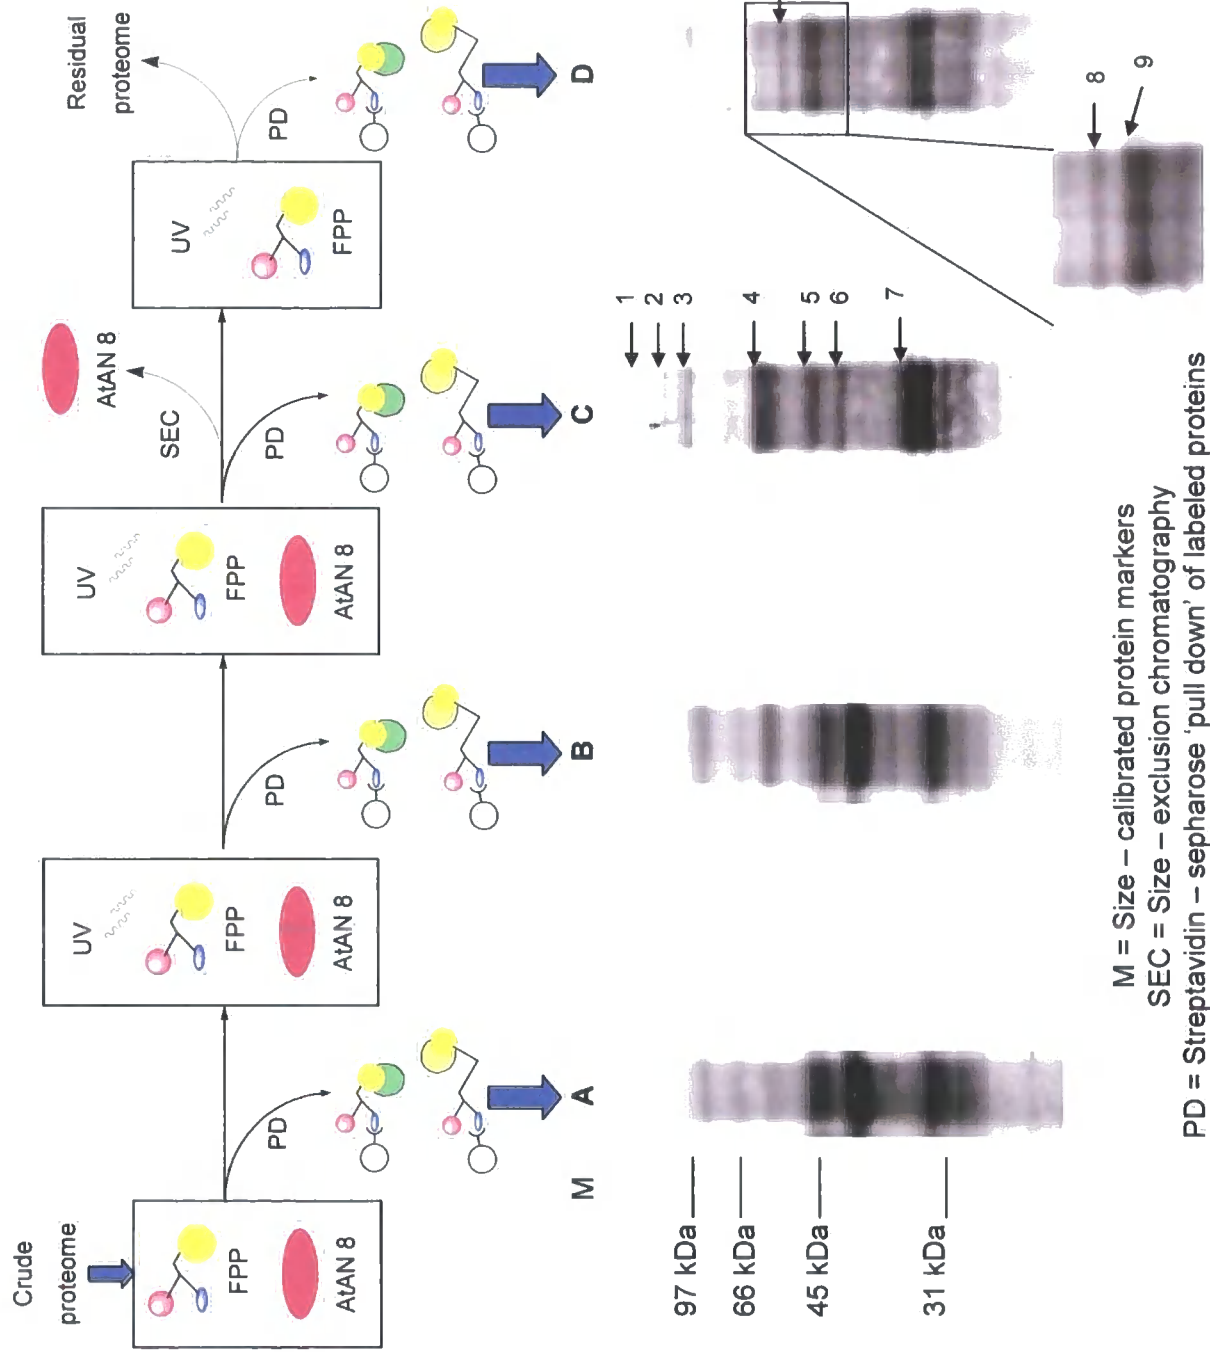 Crude
proteome
FPP
AtAN 8
PD
UV
FPP
AtAN 8
PD
UV
FPP
AtAN 8
SEC
AtAN 8
PD
UV
FPP
PD
Residual
proteome
M
A
B
C
D
97 kDa
66 kDa
45 kDa
31 kDa
1
2
3
4
5
6
7
8
9
M = Size – calibrated protein markers
SEC = Size – exclusion chromatography
PD = Streptavidin – sepharose 'pull down' of labeled proteins